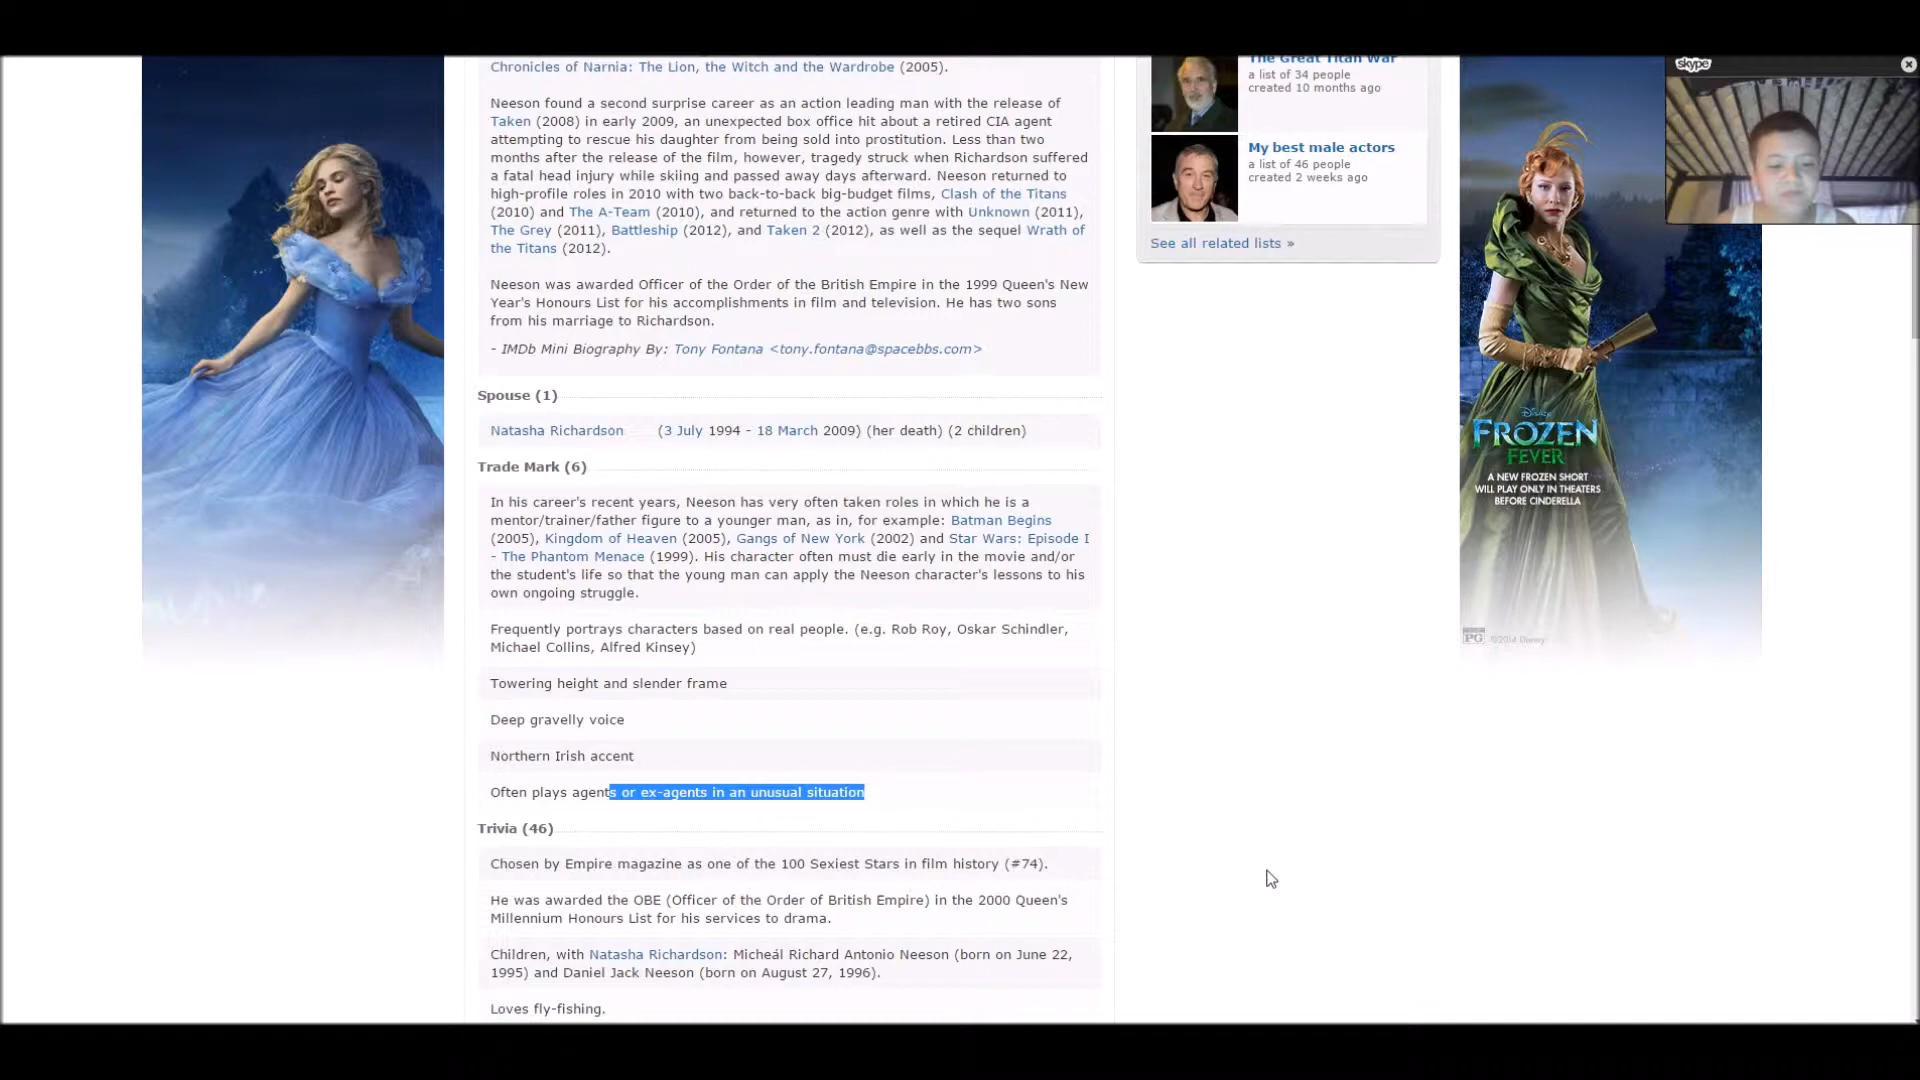 Chronicles of Narnia: The Lion, the Witch and the Wardrobe (2005).
Neeson found a second surprise career as an action leading man with the release of
Taken (2008) in early 2009, an unexpected box office hit about a retired CIA agent
attempting to rescue his daughter from being sold into prostitution. Less than two
months after the release of the film, however, tragedy struck when Richardson suffered
a fatal head injury while skiing and passed away days afterward. Neeson returned to
high-profile roles in 2010 with two back-to-back big-budget films, Clash of the Titans
(2010) and The A-Team (2010), and returned to the action genre with Unknown (2011),
The Grey (2011), Battleship (2012), and Taken 2 (2012), as well as the sequel Wrath of
the Titans (2012).
Neeson was awarded Officer of the Order of the British Empire in the 1999 Queen's New
Year's Honours List for his accomplishments in film and television. He has two sons
from his marriage to Richardson.
- IMDb Mini Biography By: Tony Fontana <tony.fontana@spacebbs.com>
Spouse (1)
Natasha Richardson (3 July 1994 - 18 March 2009) (her death) (2 children)
Trade Mark (6)
In his career's recent years, Neeson has very often taken roles in which he is a
mentor/trainer/father figure to a younger man, as in, for example: Batman Begins
(2005), Kingdom of Heaven (2005), Gangs of New York (2002) and Star Wars: Episode I
- The Phantom Menace (1999). His character often must die early in the movie and/or
the student's life so that the young man can apply the Neeson character's lessons to his
own ongoing struggle.
Frequently portrays characters based on real people. (e.g. Rob Roy, Oskar Schindler,
Michael Collins, Alfred Kinsey)
Towering height and slender frame
Deep gravelly voice
Northern Irish accent
Often plays agents or ex-agents in an unusual situation
Trivia (46)
Chosen by Empire magazine as one of the 100 Sexiest Stars in film history (#74).
He was awarded the OBE (Officer of the Order of British Empire) in the 2000 Queen's
Millennium Honours List for his services to drama.
Children, with Natasha Richardson: Micheál Richard Antonio Neeson (born on June 22,
1995) and Daniel Jack Neeson (born on August 27, 1996).
Loves fly-fishing.
The Great Titan War
a list of 34 people
created 10 months ago
My best male actors
a list of 46 people
created 2 weeks ago
See all related lists »
Disney
FROZEN
FEVER
A NEW FROZEN SHORT
WILL PLAY ONLY IN THEATERS
BEFORE CINDERELLA
PG ©2014 Disney
skype